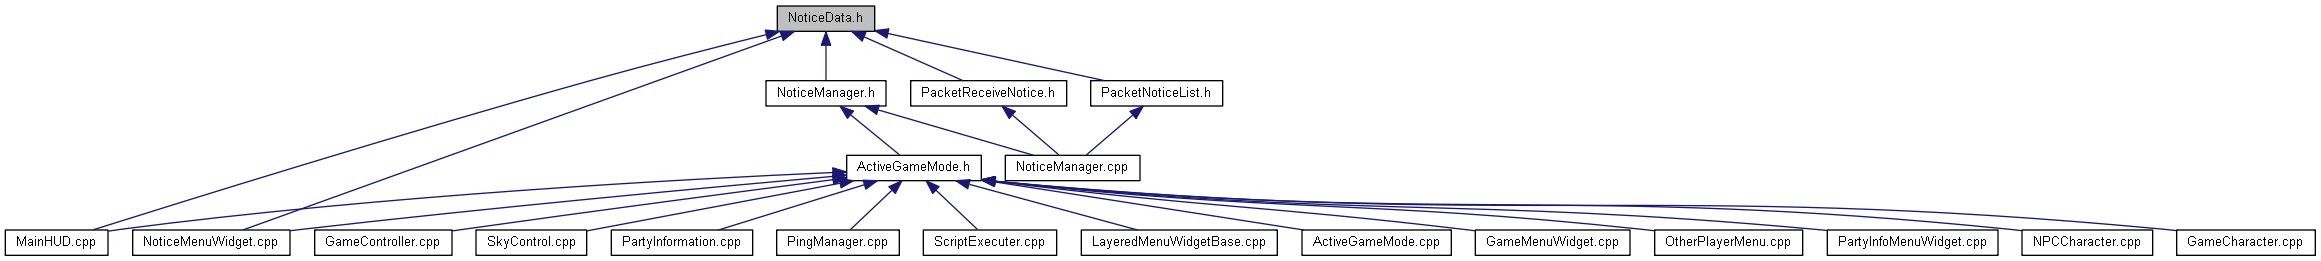 NoticeData.h
NoticeManager.h
PacketReceiveNotice.h
PacketNoticeList.h
ActiveGameMode.h
NoticeManager.cpp
MainHUD.cpp
NoticeMenuWidget.cpp
GameController.cpp
SkyControl.cpp
PartyInformation.cpp
PingManager.cpp
ScriptExecuter.cpp
LayeredMenuWidgetBase.cpp
ActiveGameMode.cpp
GameMenuWidget.cpp
OtherPlayerMenu.cpp
PartyInfoMenuWidget.cpp
NPCCharacter.cpp
GameCharacter.cpp